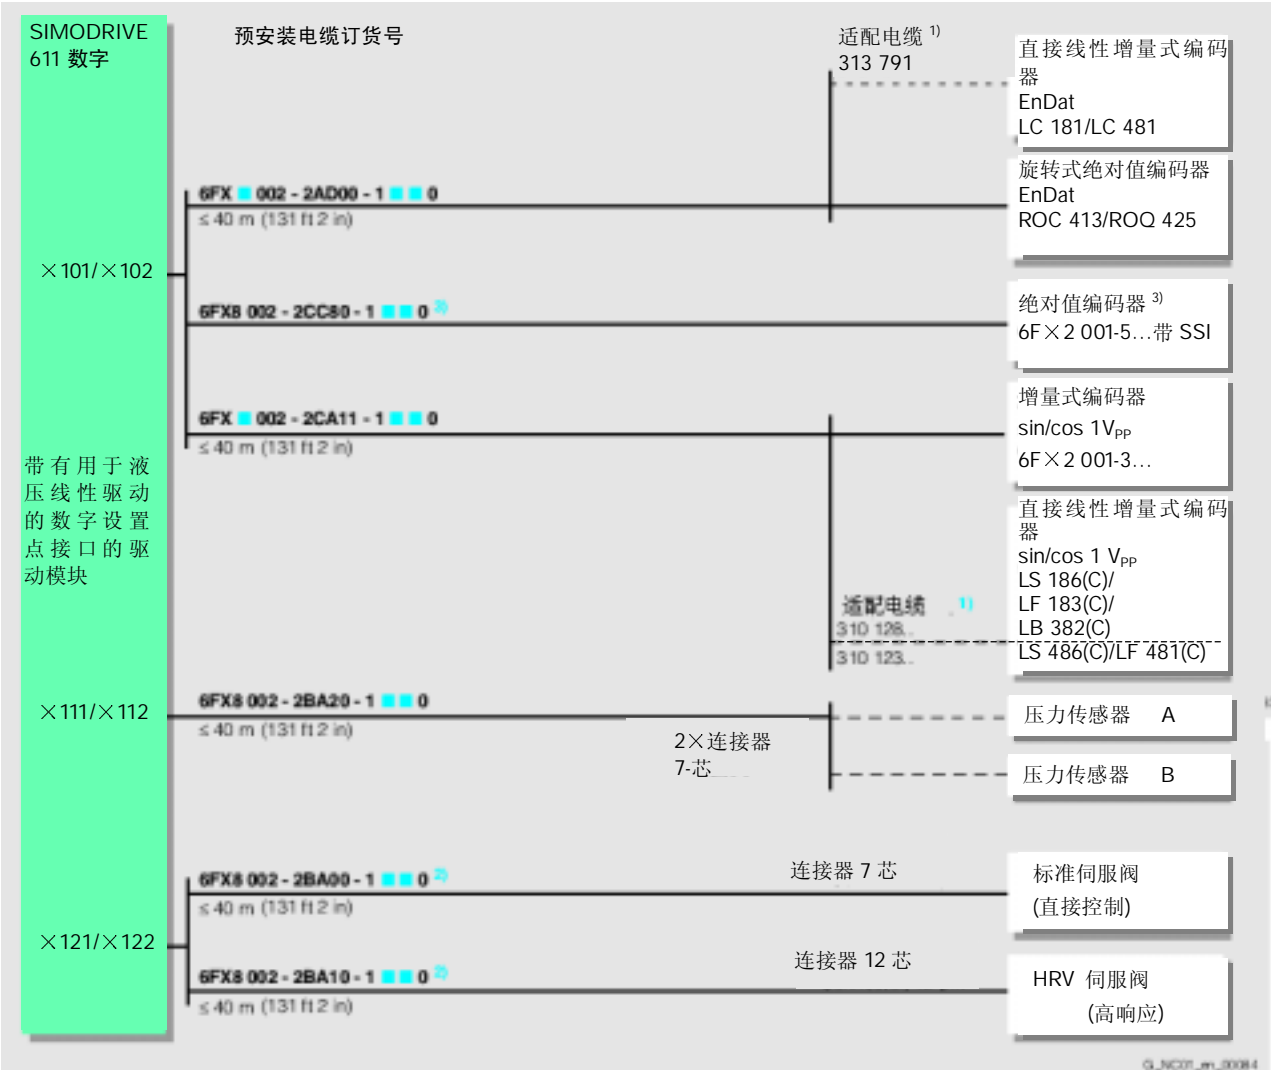 SIMODRIVE
611 数字
预安装电缆订货号
适配电缆 1)
313 791
直接线性增量式编码
器
EnDat
LC 181/LC 481
旋转式绝对值编码器
EnDat
ROC 413/ROQ 425
6FX ■ 002 - 2AD00 - 1 ■ ■ 0
≤ 40 m (131 ft 2 in)
×101/×102
6FX8 002 - 2CC80 - 1 ■ ■ 0 3)
绝对值编码器 3)
6F×2 001-5…带 SSI
6FX ■ 002 - 2CA11 - 1 ■ ■ 0
≤ 40 m (131 ft 2 in)
增量式编码器
sin/cos 1VPP
6F×2 001-3…
带有用于液
压线性驱动
的数字设置
点接口的驱
动模块
直接线性增量式编码
器
sin/cos 1 VPP
LS 186(C)/
LF 183(C)/
LB 382(C)
LS 486(C)/LF 481(C)
适配电缆 1)
310 128..
310 123..
×111/×112
6FX8 002 - 2BA20 - 1 ■ ■ 0
≤ 40 m (131 ft 2 in)
2×连接器
7-芯
压力传感器 A
压力传感器 B
6FX8 002 - 2BA00 - 1 ■ ■ 0 2)
≤ 40 m (131 ft 2 in)
连接器 7 芯
标准伺服阀
(直接控制)
×121/×122
6FX8 002 - 2BA10 - 1 ■ ■ 0 2)
≤ 40 m (131 ft 2 in)
连接器 12 芯
HRV 伺服阀
(高响应)
G_NC01_en_00084